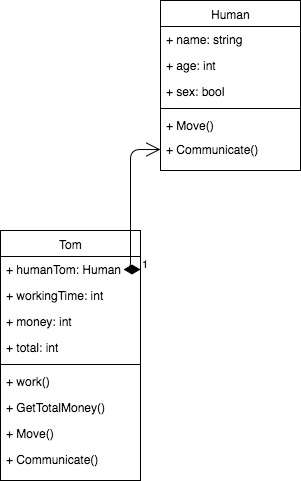 Human
+ name: string
+ age: int
+ sex: bool
+ Move()
+ Communicate()
Tom
+ humanTom: Human
1
+ workingTime: int
+ money: int
+ total: int
+ work()
+ GetTotalMoney()
+ Move()
+ Communicate()